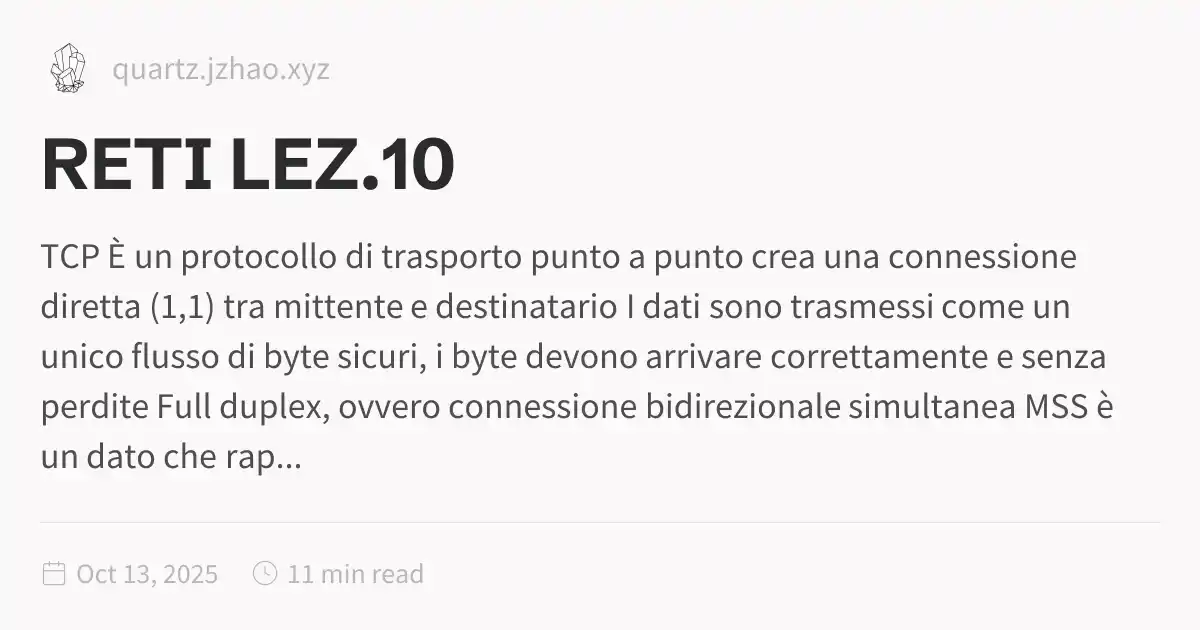 quartz.jzhao.xyz
RETI LEZ.10
TCP È un protocollo di trasporto punto a punto crea una connessione
diretta (1,1) tra mittente e destinatario I dati sono trasmessi come un
unico flusso di byte sicuri, i byte devono arrivare correttamente e senza
perdite Full duplex, ovvero connessione bidirezionale simultanea MSS è
un dato che rap...
Oct 13, 2025 11 min read